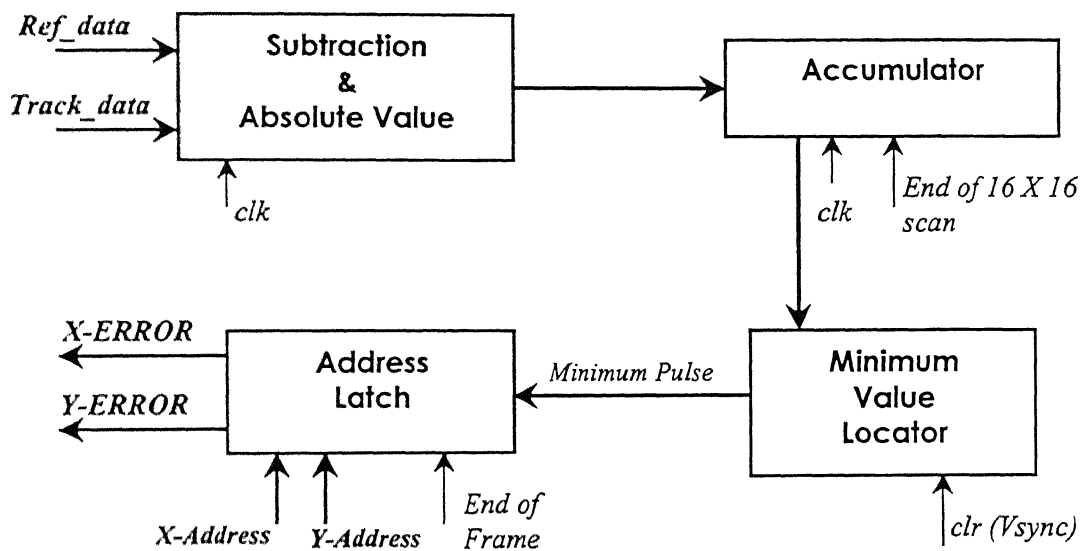 Ref_data
Track_data
Subtraction
&
Absolute Value
clk
Accumulator
clk
End of 16 X 16
scan
X-ERROR
Y-ERROR
Address
Latch
Minimum Pulse
Minimum
Value
Locator
X-Address
Y-Address
End of
Frame
clr (Vsync)